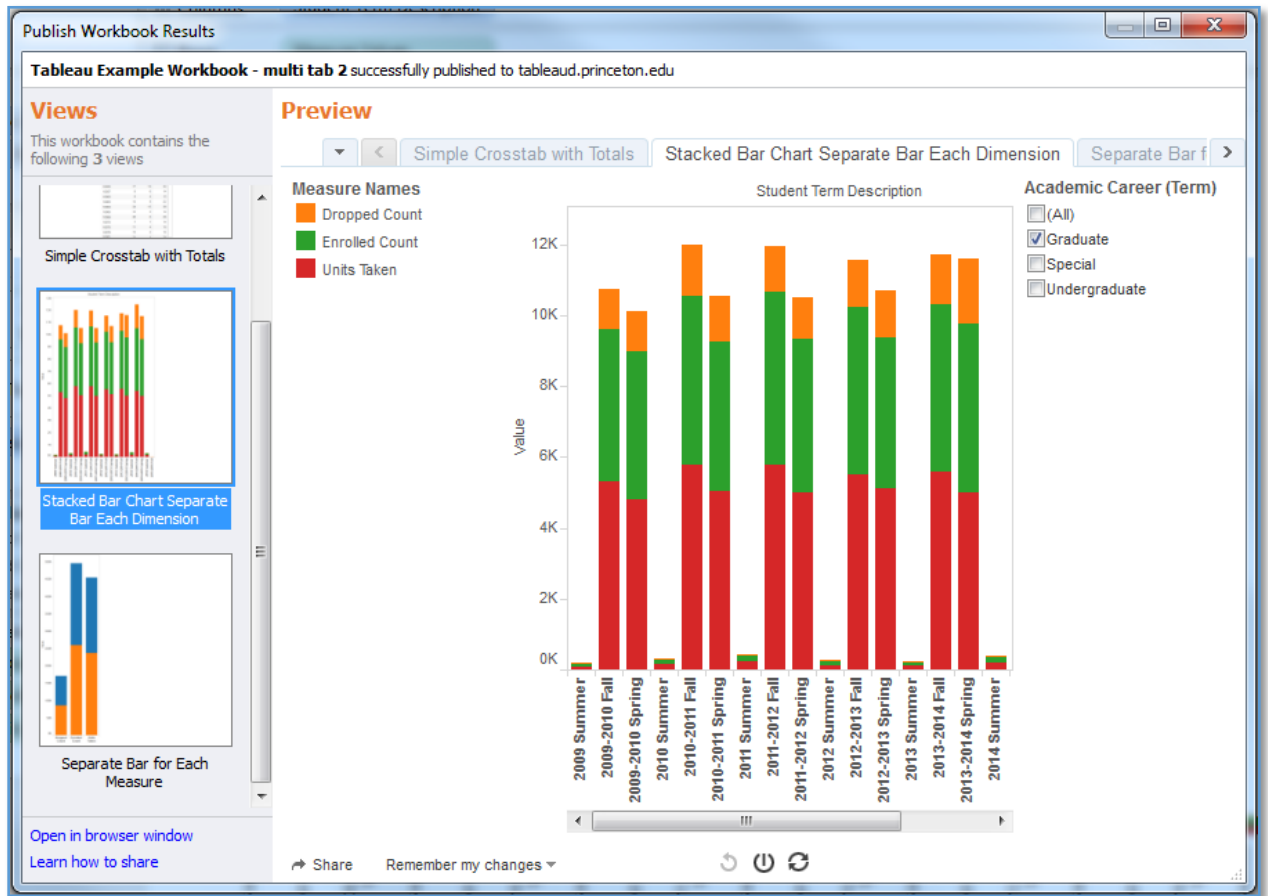 Publish Workbook Results
Tableau Example Workbook - multi tab 2 successfully published to tableaud.princeton.edu
Views
This workbook contains the
following 3 views
Simple Crosstab with Totals
Stacked Bar Chart Separate
Bar Each Dimension
Separate Bar for Each
Measure
Open in browser window
Learn how to share
Preview
Simple Crosstab with Totals
Stacked Bar Chart Separate Bar Each Dimension
Separate Bar f
Measure Names
Dropped Count
Enrolled Count
Units Taken
Student Term Description
Value
12K
10K
8K
6K
4K
2K
0K
2009 Summer
2009-2010 Fall
2009-2010 Spring
2010 Summer
2010-2011 Fall
2010-2011 Spring
2011 Summer
2011-2012 Fall
2011-2012 Spring
2012 Summer
2012-2013 Fall
2012-2013 Spring
2013 Summer
2013-2014 Fall
2013-2014 Spring
2014 Summer
Academic Career (Term)
(All)
Graduate
Special
Undergraduate
Share
Remember my changes